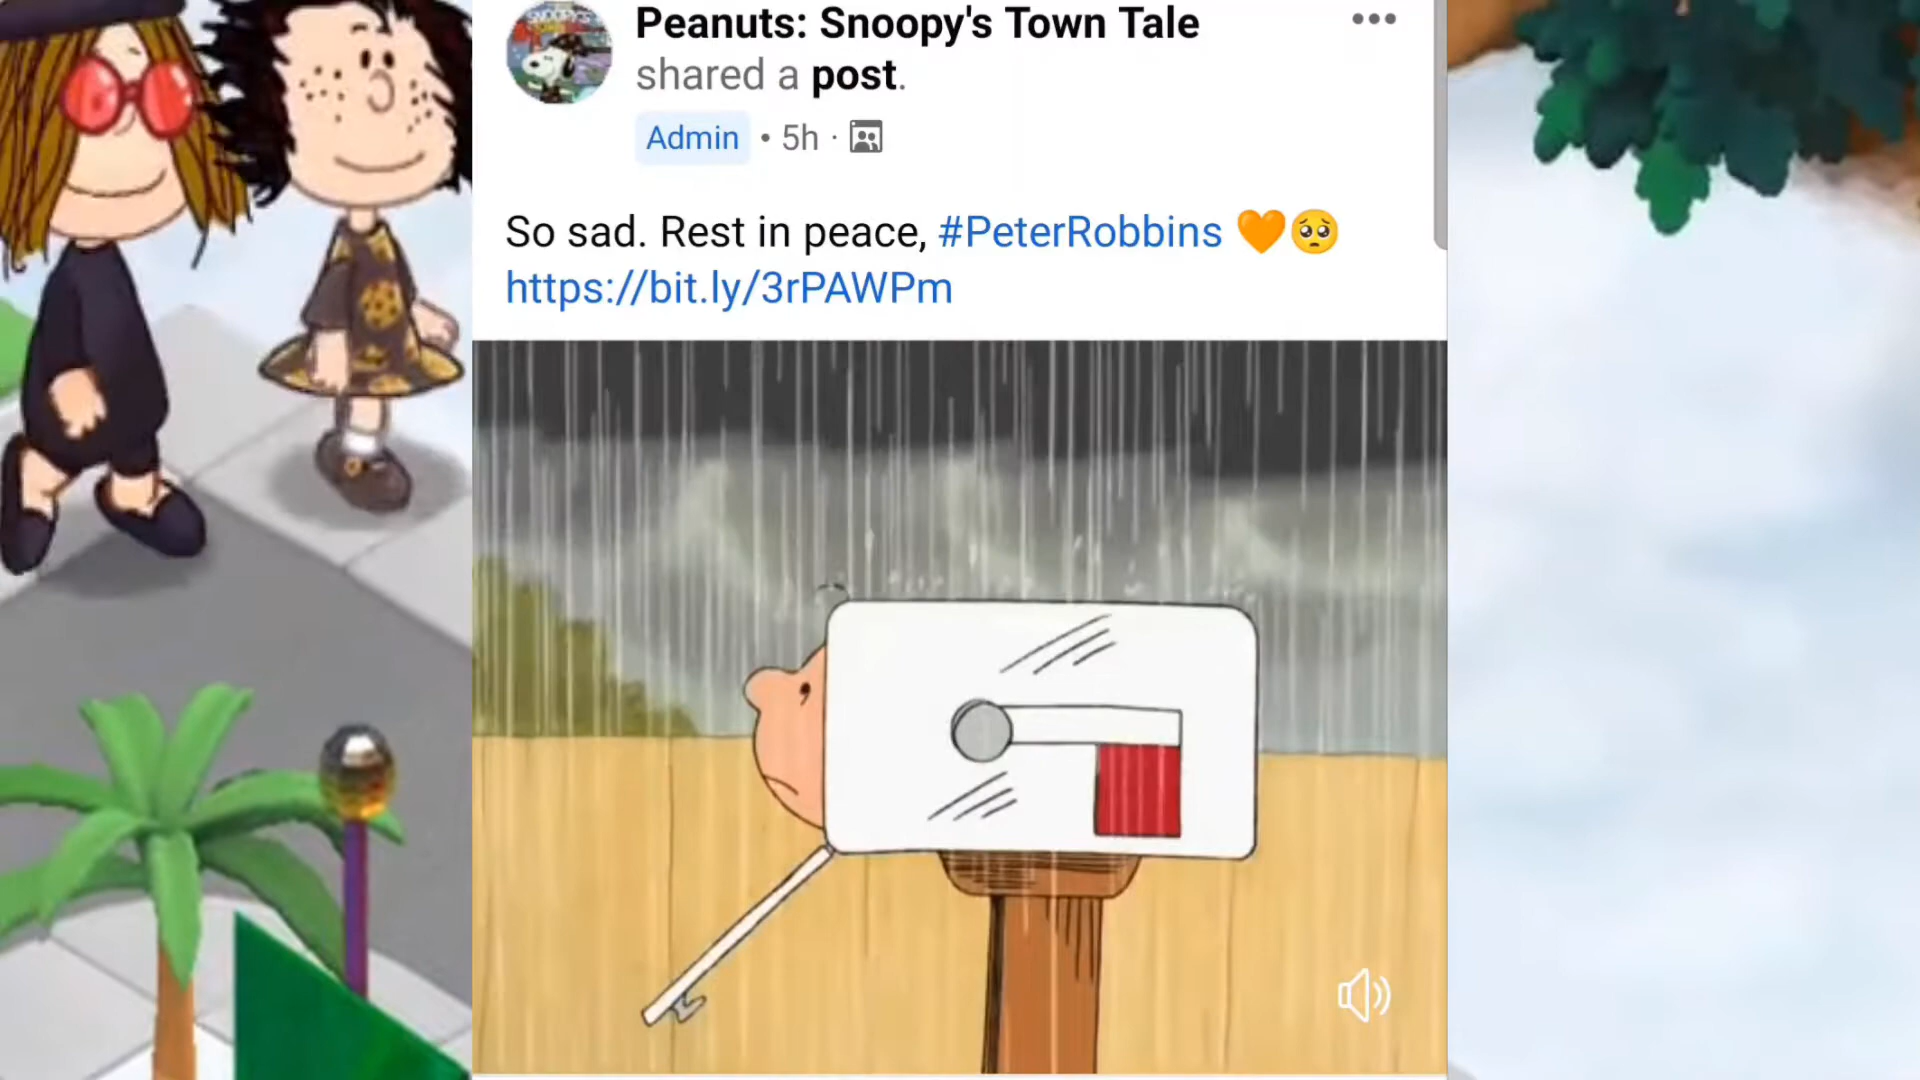 Peanuts: Snoopy's Town Tale
shared a post.
Admin • 5h ·
So sad. Rest in peace, #PeterRobbins 🧡🥺
https://bit.ly/3rPAWPm